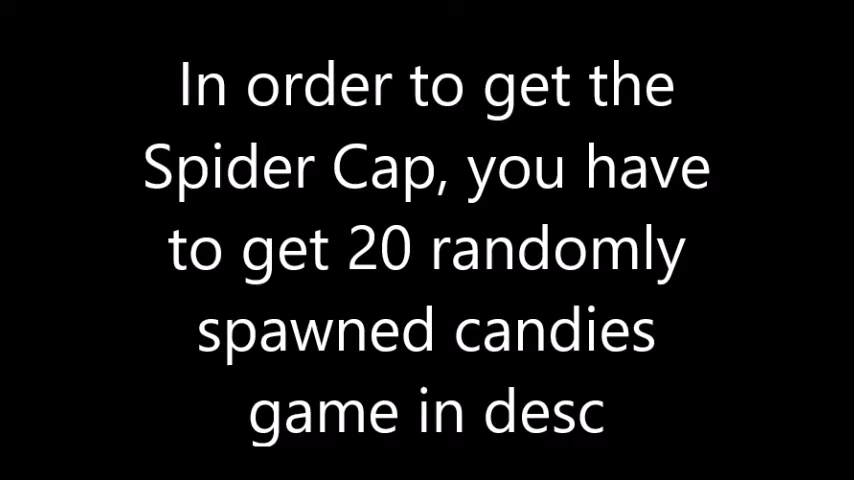 In order to get the
Spider Cap, you have
to get 20 randomly
spawned candies
game in desc